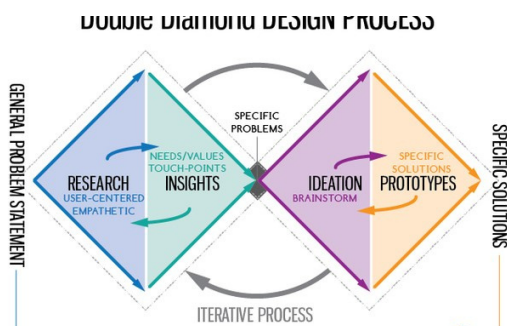 Double Diamond DESIGN PROCESS
GENERAL PROBLEM STATEMENT
RESEARCH
USER-CENTERED
EMPATHETIC
NEEDS/VALUES
TOUCH-POINTS
INSIGHTS
SPECIFIC
PROBLEMS
IDEATION
BRAINSTORM
SPECIFIC
SOLUTIONS
PROTOTYPES
SPECIFIC SOLUTIONS
ITERATIVE PROCESS